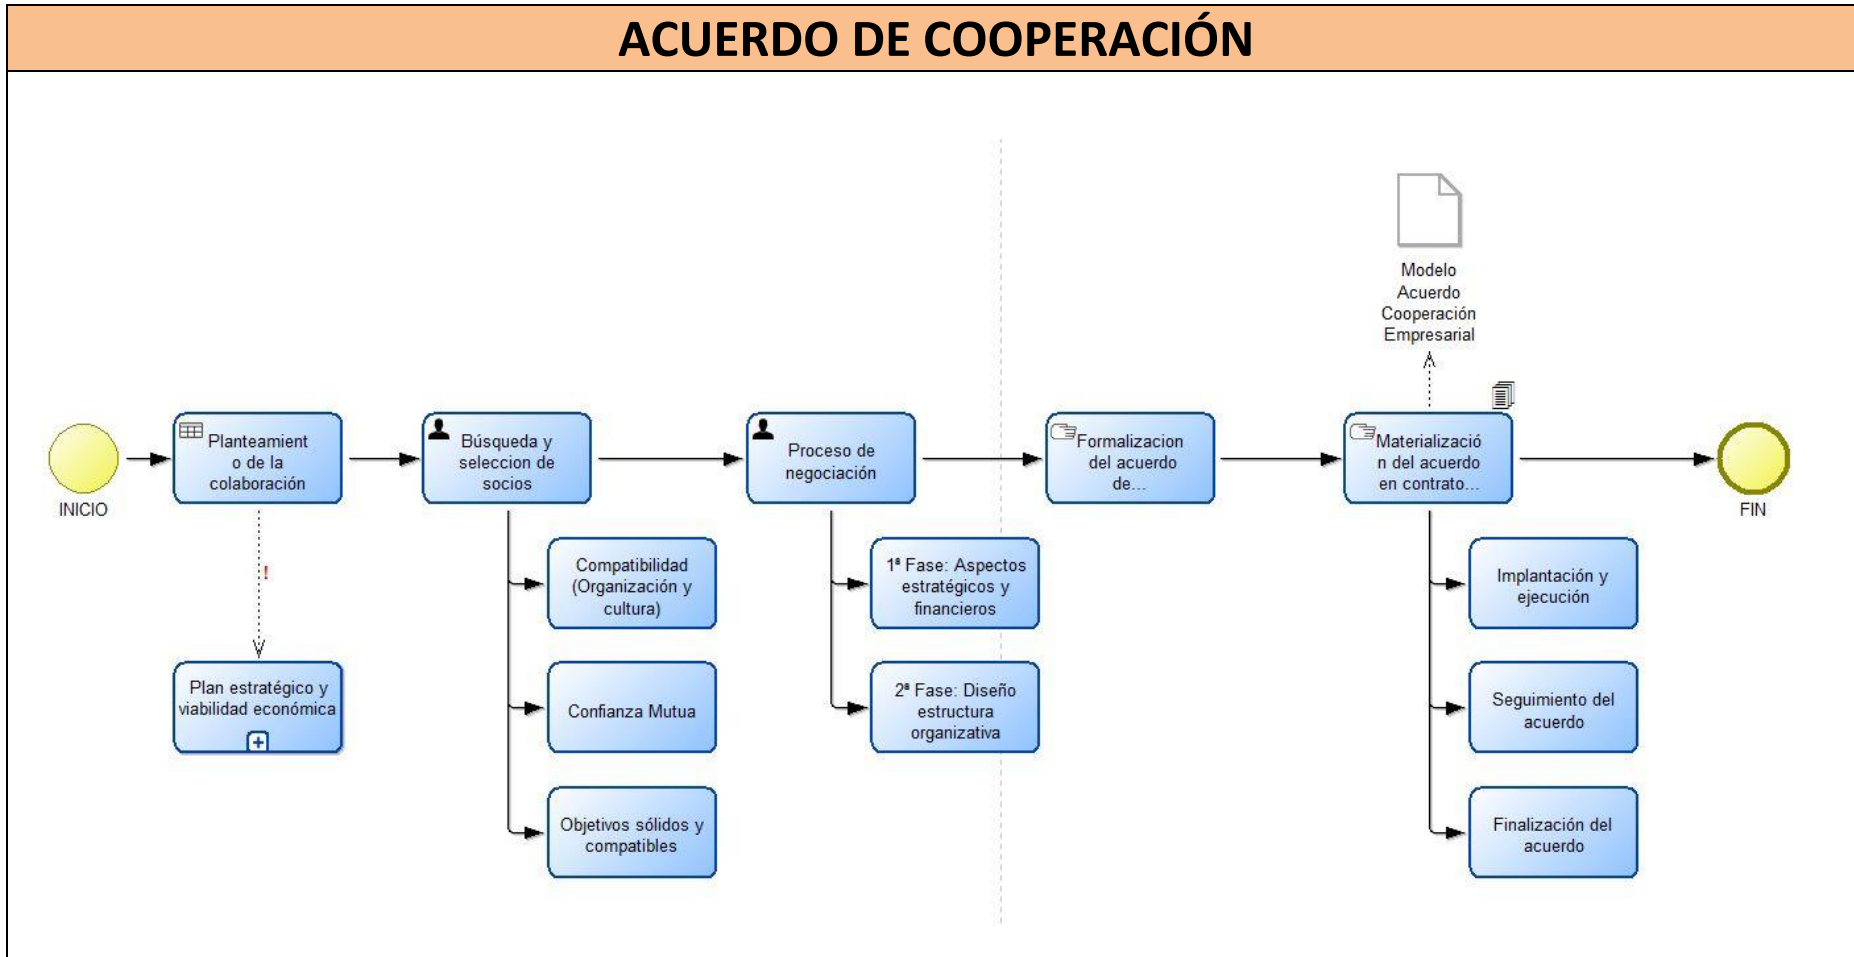 ACUERDO DE COOPERACIÓN
Modelo
Acuerdo
Cooperación
Empresarial
INICIO
Planteamient
o de la
colaboración
Búsqueda y
seleccion de
socios
Proceso de
negociación
Formalizacion
del acuerdo
de...
Materializació
n del acuerdo
en contrato...
FIN
!
Plan estratégico y
viabilidad económica
Compatibilidad
(Organización y
cultura)
Confianza Mutua
Objetivos sólidos y
compatibles
1ª Fase: Aspectos
estratégicos y
financieros
2ª Fase: Diseño
estructura
organizativa
Implantación y
ejecución
Seguimiento del
acuerdo
Finalización del
acuerdo